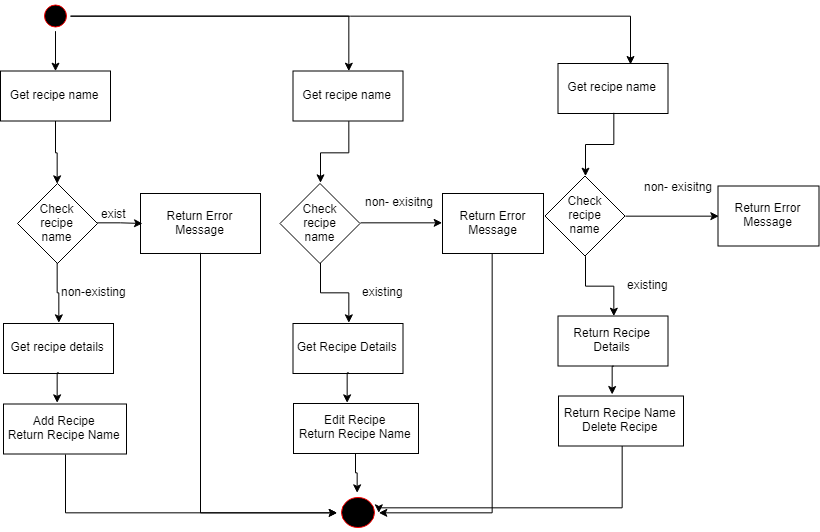 Get recipe name
Get recipe name
Get recipe name
Check
recipe
name
exist
Return Error
Message
Check
recipe
name
non- exisitng
Return Error
Message
Check
recipe
name
non- exisitng
Return Error
Message
non-existing
existing
existing
Get recipe details
Get Recipe Details
Return Recipe
Details
Add Recipe
Return Recipe Name
Edit Recipe
Return Recipe Name
Return Recipe Name
Delete Recipe